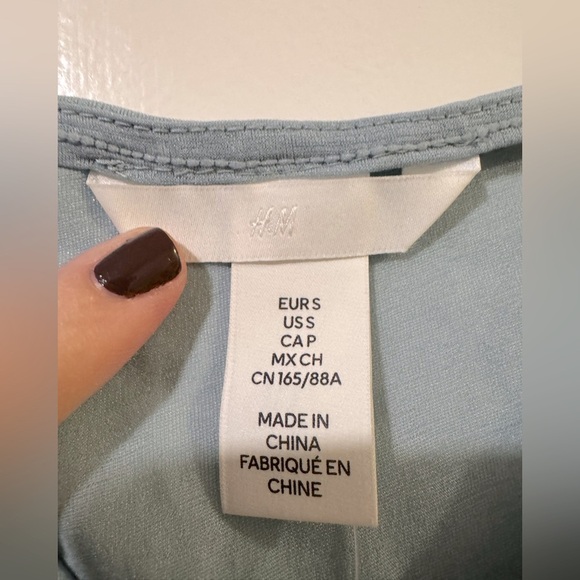 H&M
EUR S
US S
CA P
MX CH
CN 165/88A
MADE IN
CHINA
FABRIQUÉ EN
CHINE